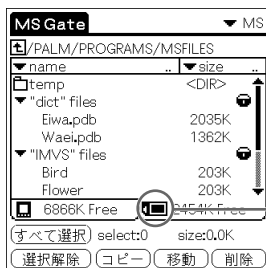 MS Gate ▼ MS
/PALM/PROGRAMS/MSFILES
▼ name .. ▼ size ..
temp <DIR>
▼ "dict" files
Eiwa.pdb 2035K
Waei.pdb 1362K
▼ "IMVS" files
Bird 203K
Flower 203K
6866K Free 2454K Free
すべて選択 select:0 size:0.0K
選択解除 コピー 移動 削除